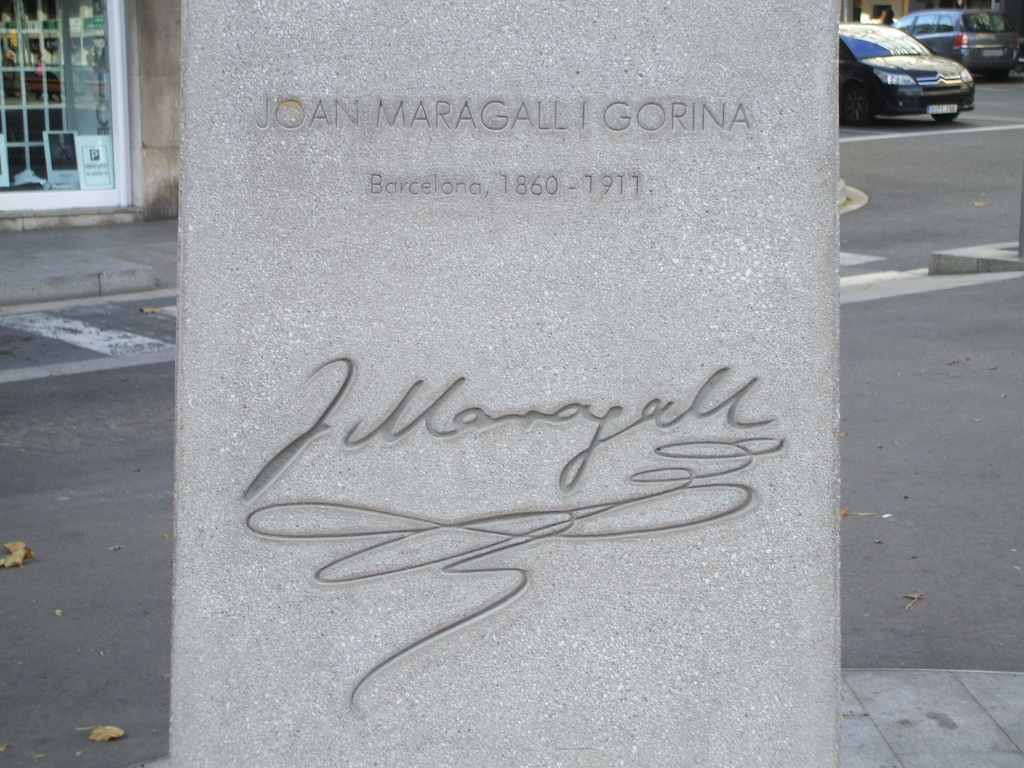 JOAN MARAGALL I GORINA
Barcelona, 1860 - 1911.
J Maragall
P